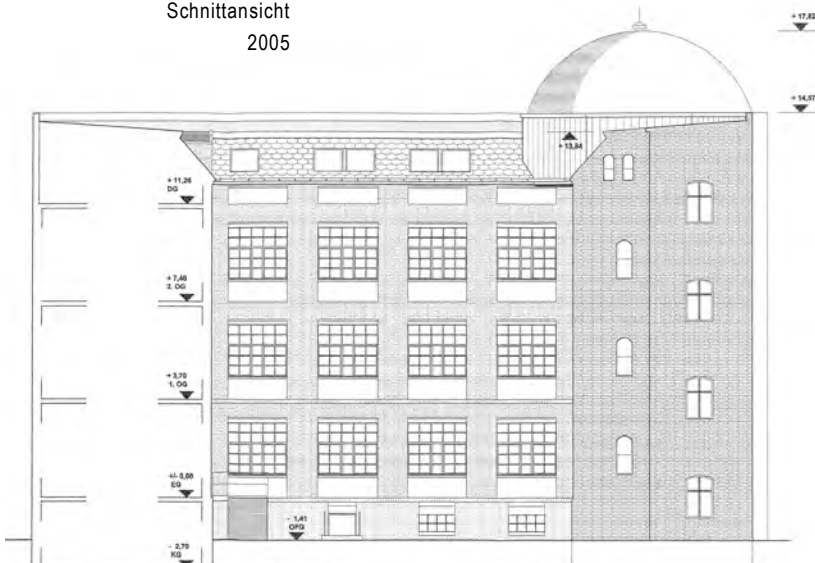 Schnittansicht
2005
+ 17,82
+ 14,57
+ 13,84
+ 11,26
DG
+ 7,46
2. OG
+ 3,70
1. OG
+/- 0,00
EG
- 1,41
OFG
- 2,70
KG